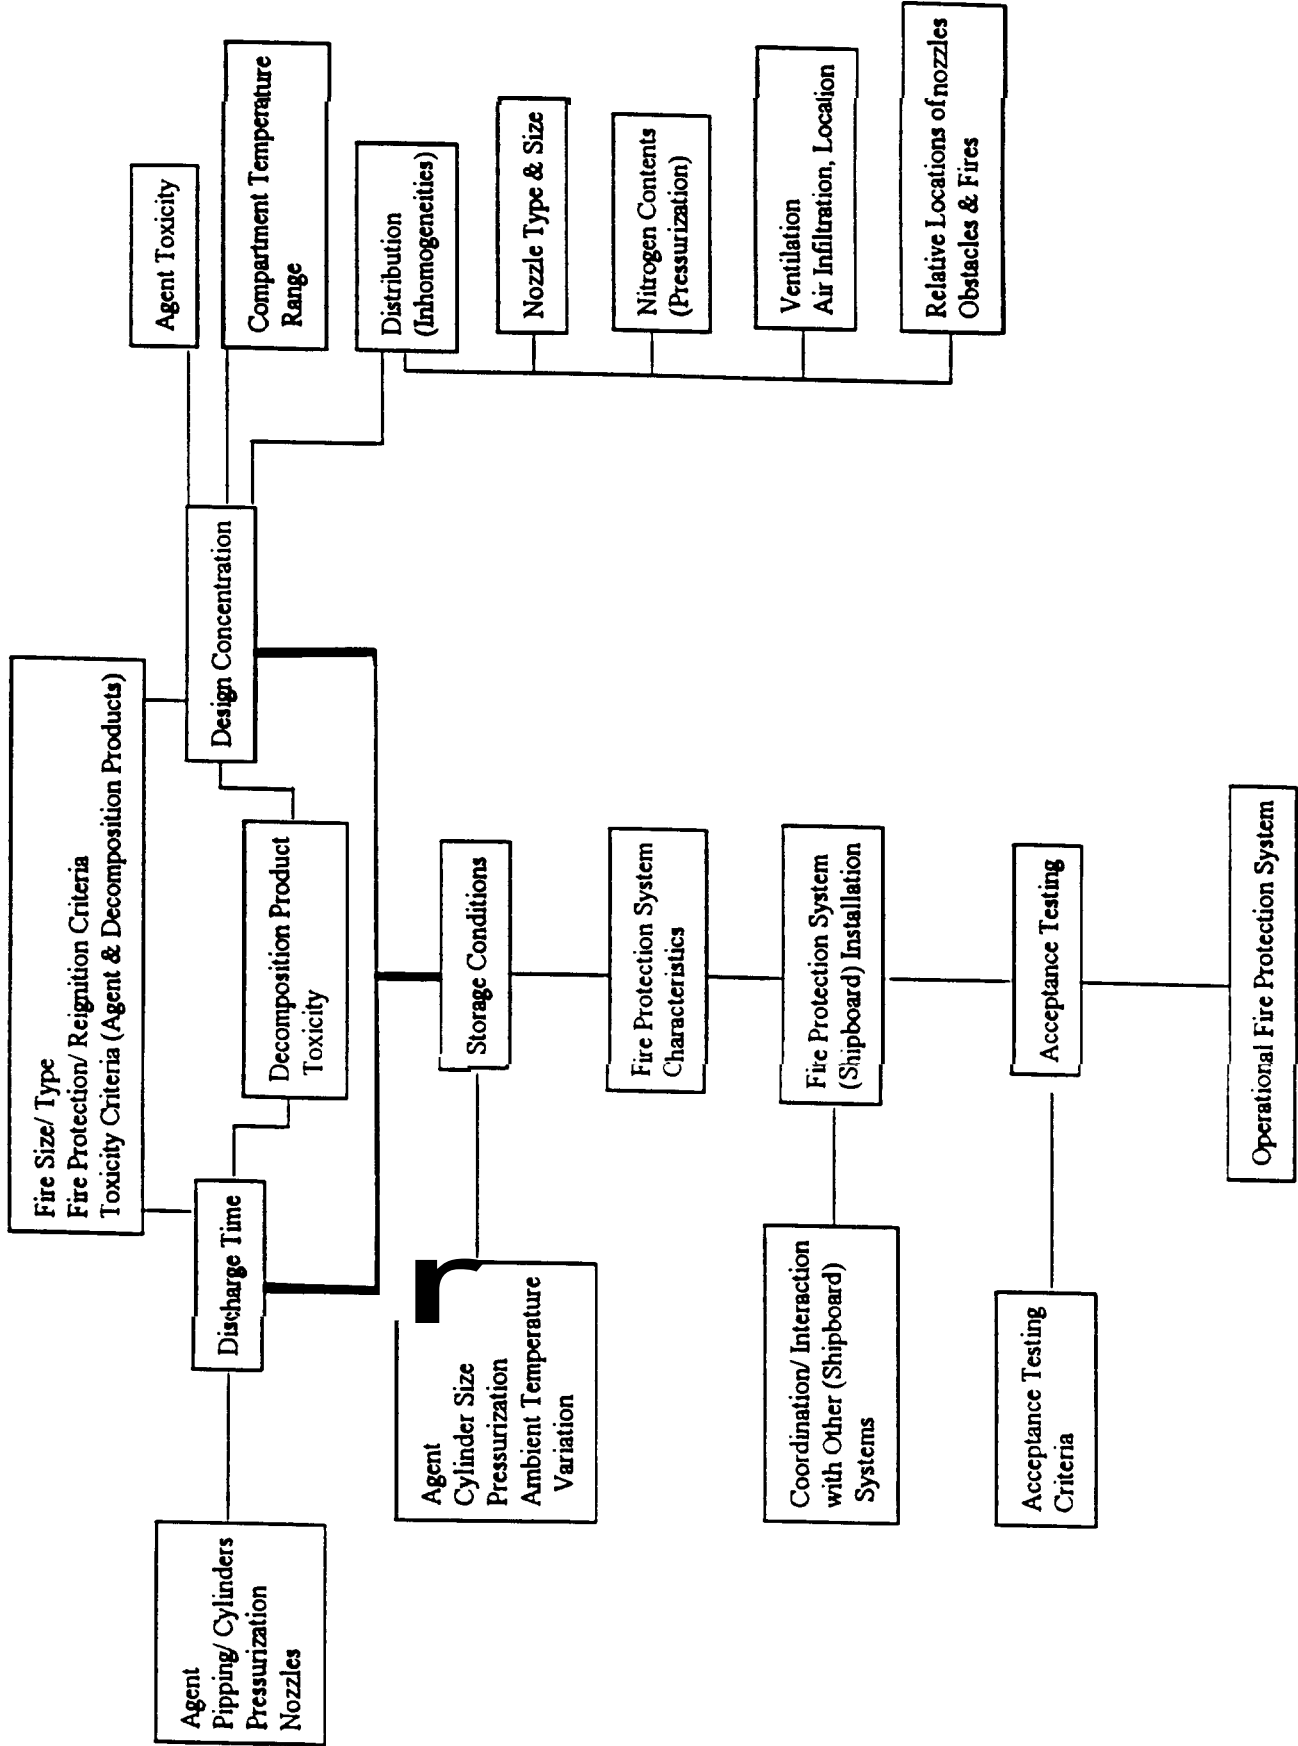 Fire Size/ Type
Fire Protection/ Reignition Criteria
Toxicity Criteria (Agent & Decomposition Products)
Agent
Pipping/ Cylinders
Pressurization
Nozzles
Discharge Time
Design Concentration
Agent Toxicity
Compartment Temperature
Range
Decomposition Product
Toxicity
Distribution
(Inhomogeneities)
Nozzle Type & Size
Nitrogen Contents
(Pressurization)
Ventilation
Air Infiltration, Location
Relative Locations of nozzles
Obstacles & Fires
Agent
Cylinder Size
Pressurization
Ambient Temperature
Variation
Storage Conditions
Fire Protection System
Characteristics
Coordination/ Interaction
with Other (Shipboard)
Systems
Fire Protection System
(Shipboard) Installation
Acceptance Testing
Criteria
Acceptance Testing
Operational Fire Protection System